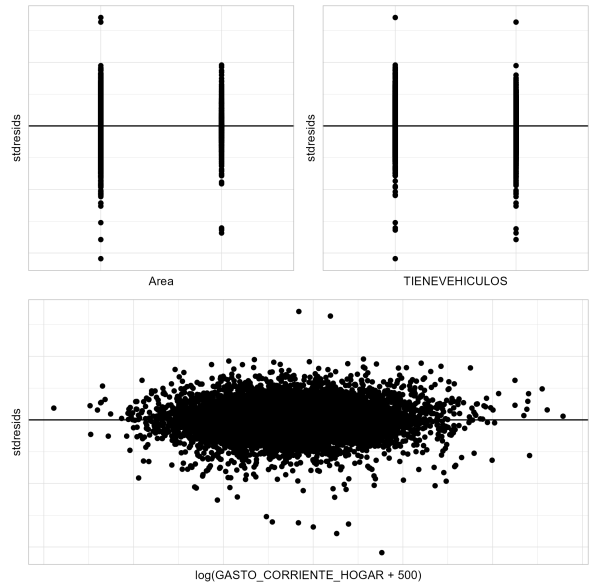 stdresids
Area
stdresids
TIENEVEHICULOS
stdresids
log(GASTO_CORRIENTE_HOGAR + 500)